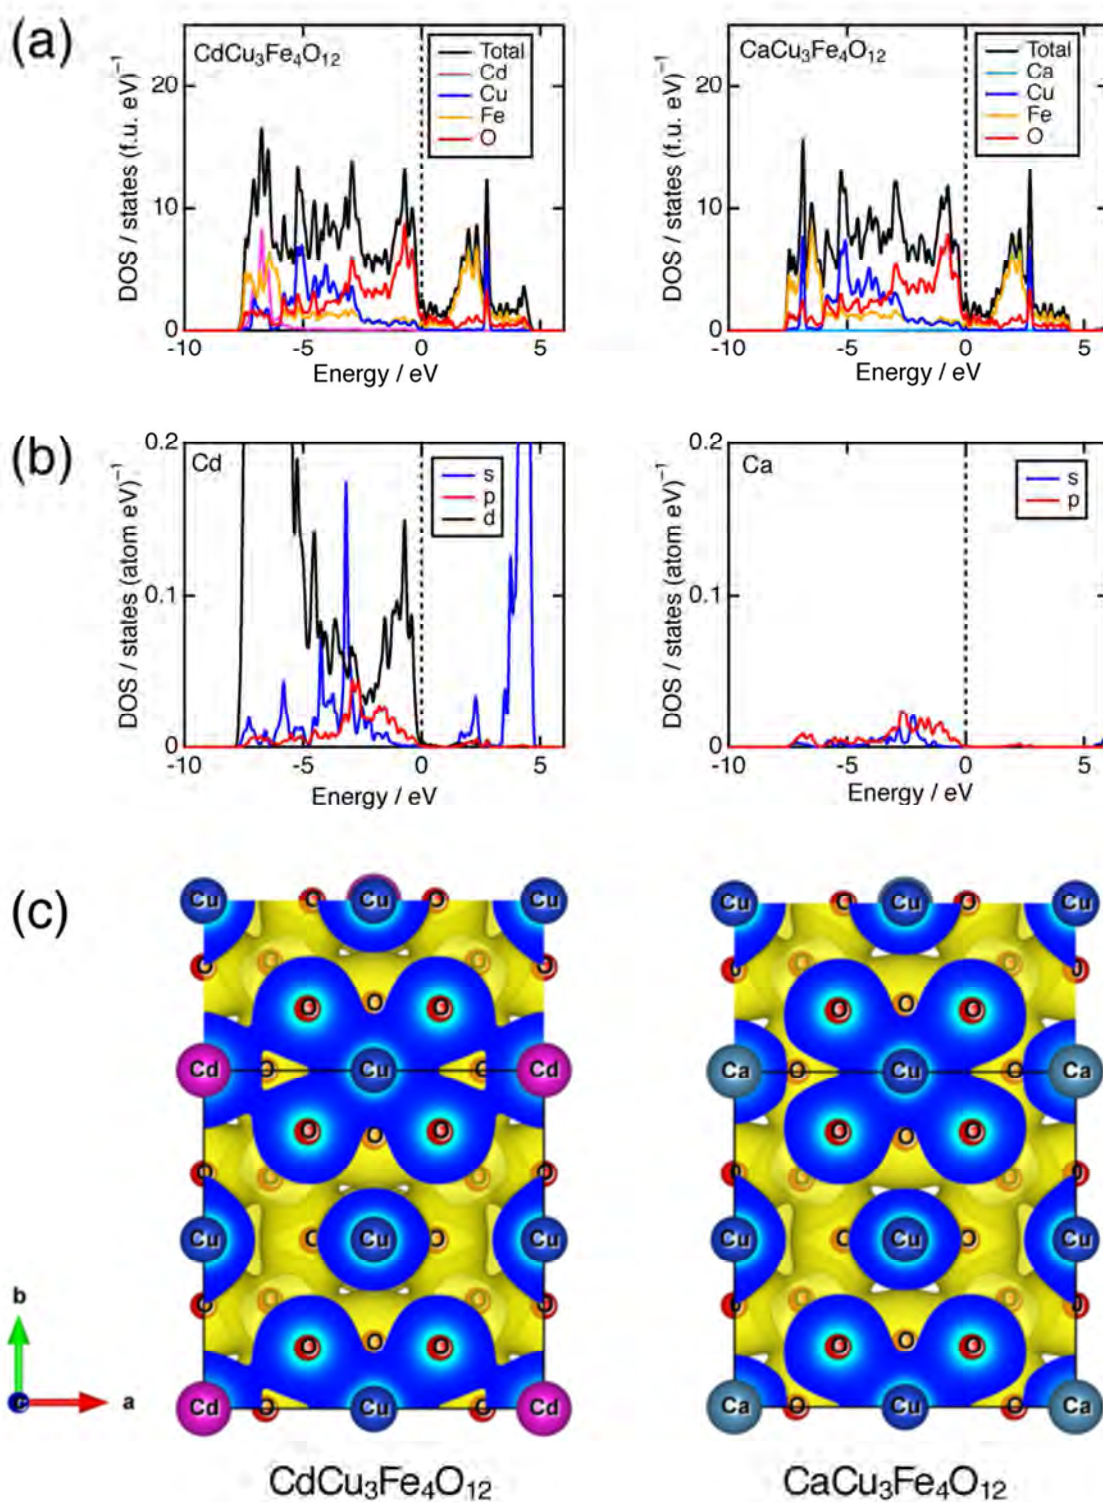 (a)
CdCu3Fe4O12
Total
Cd
Cu
Fe
O
DOS / states (f.u. eV)−1
20
10
0
-10
-5
0
5
Energy / eV
CaCu3Fe4O12
Total
Ca
Cu
Fe
O
DOS / states (f.u. eV)−1
20
10
0
-10
-5
0
5
Energy / eV
(b)
Cd
s
p
d
DOS / states (atom eV)−1
0.2
0.1
0
-10
-5
0
5
Energy / eV
Ca
s
p
DOS / states (atom eV)−1
0.2
0.1
0
-10
-5
0
5
Energy / eV
(c)
Cu O Cu O Cu
O O O O
O O O
Cd O Cu O Cd
O O O
O O O O
Cu O Cu O Cu
O O O O
O O O
Cd O Cu O Cd
Cu O Cu O Cu
O O O O
O O O
Ca O Cu O Ca
O O O
O O O O
Cu O Cu O Cu
O O O O
O O O
Ca O Cu O Ca
b
c
a
CdCu3Fe4O12
CaCu3Fe4O12